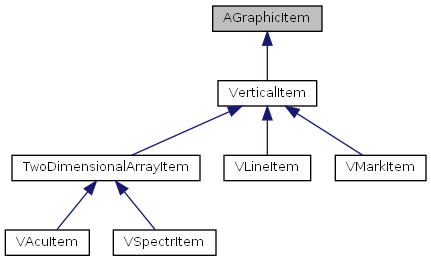 AGraphicItem
VerticalItem
TwoDimensionalArrayItem
VLineItem
VMarkItem
VAcuItem
VSpectrItem